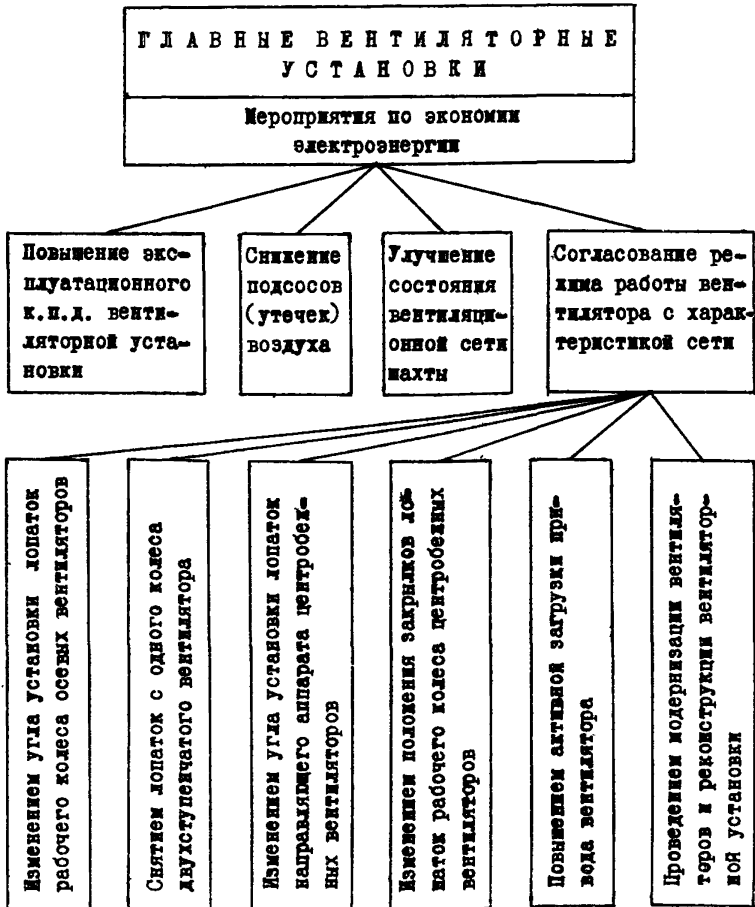 ГЛАВНЫЕ ВЕНТИЛЯТОРНЫЕ
УСТАНОВКИ
Мероприятия по экономии
электроэнергии
Повышение экс-
плуатационного
к.п.д. венти-
ляторной уста-
новки
Снижение
подсосов
(утечек)
воздуха
Улучшение
состояния
вентиляци-
онной сети
шахты
Согласование ре-
жима работы вен-
тилятора с харак-
теристикой сети
Изменением угла установки лопаток
рабочего колеса осевых вентиляторов
Снятием лопаток с одного колеса
двухступенчатого вентилятора
Изменением угла установки лопаток
направляющего аппарата центробеж-
ных вентиляторов
Изменением положения закрылков ло-
паток рабочего колеса центробежных
вентиляторов
Повышением активной загрузки при-
вода вентилятора
Проведением модернизации вентиля-
торов и реконструкции вентилятор-
ной установки